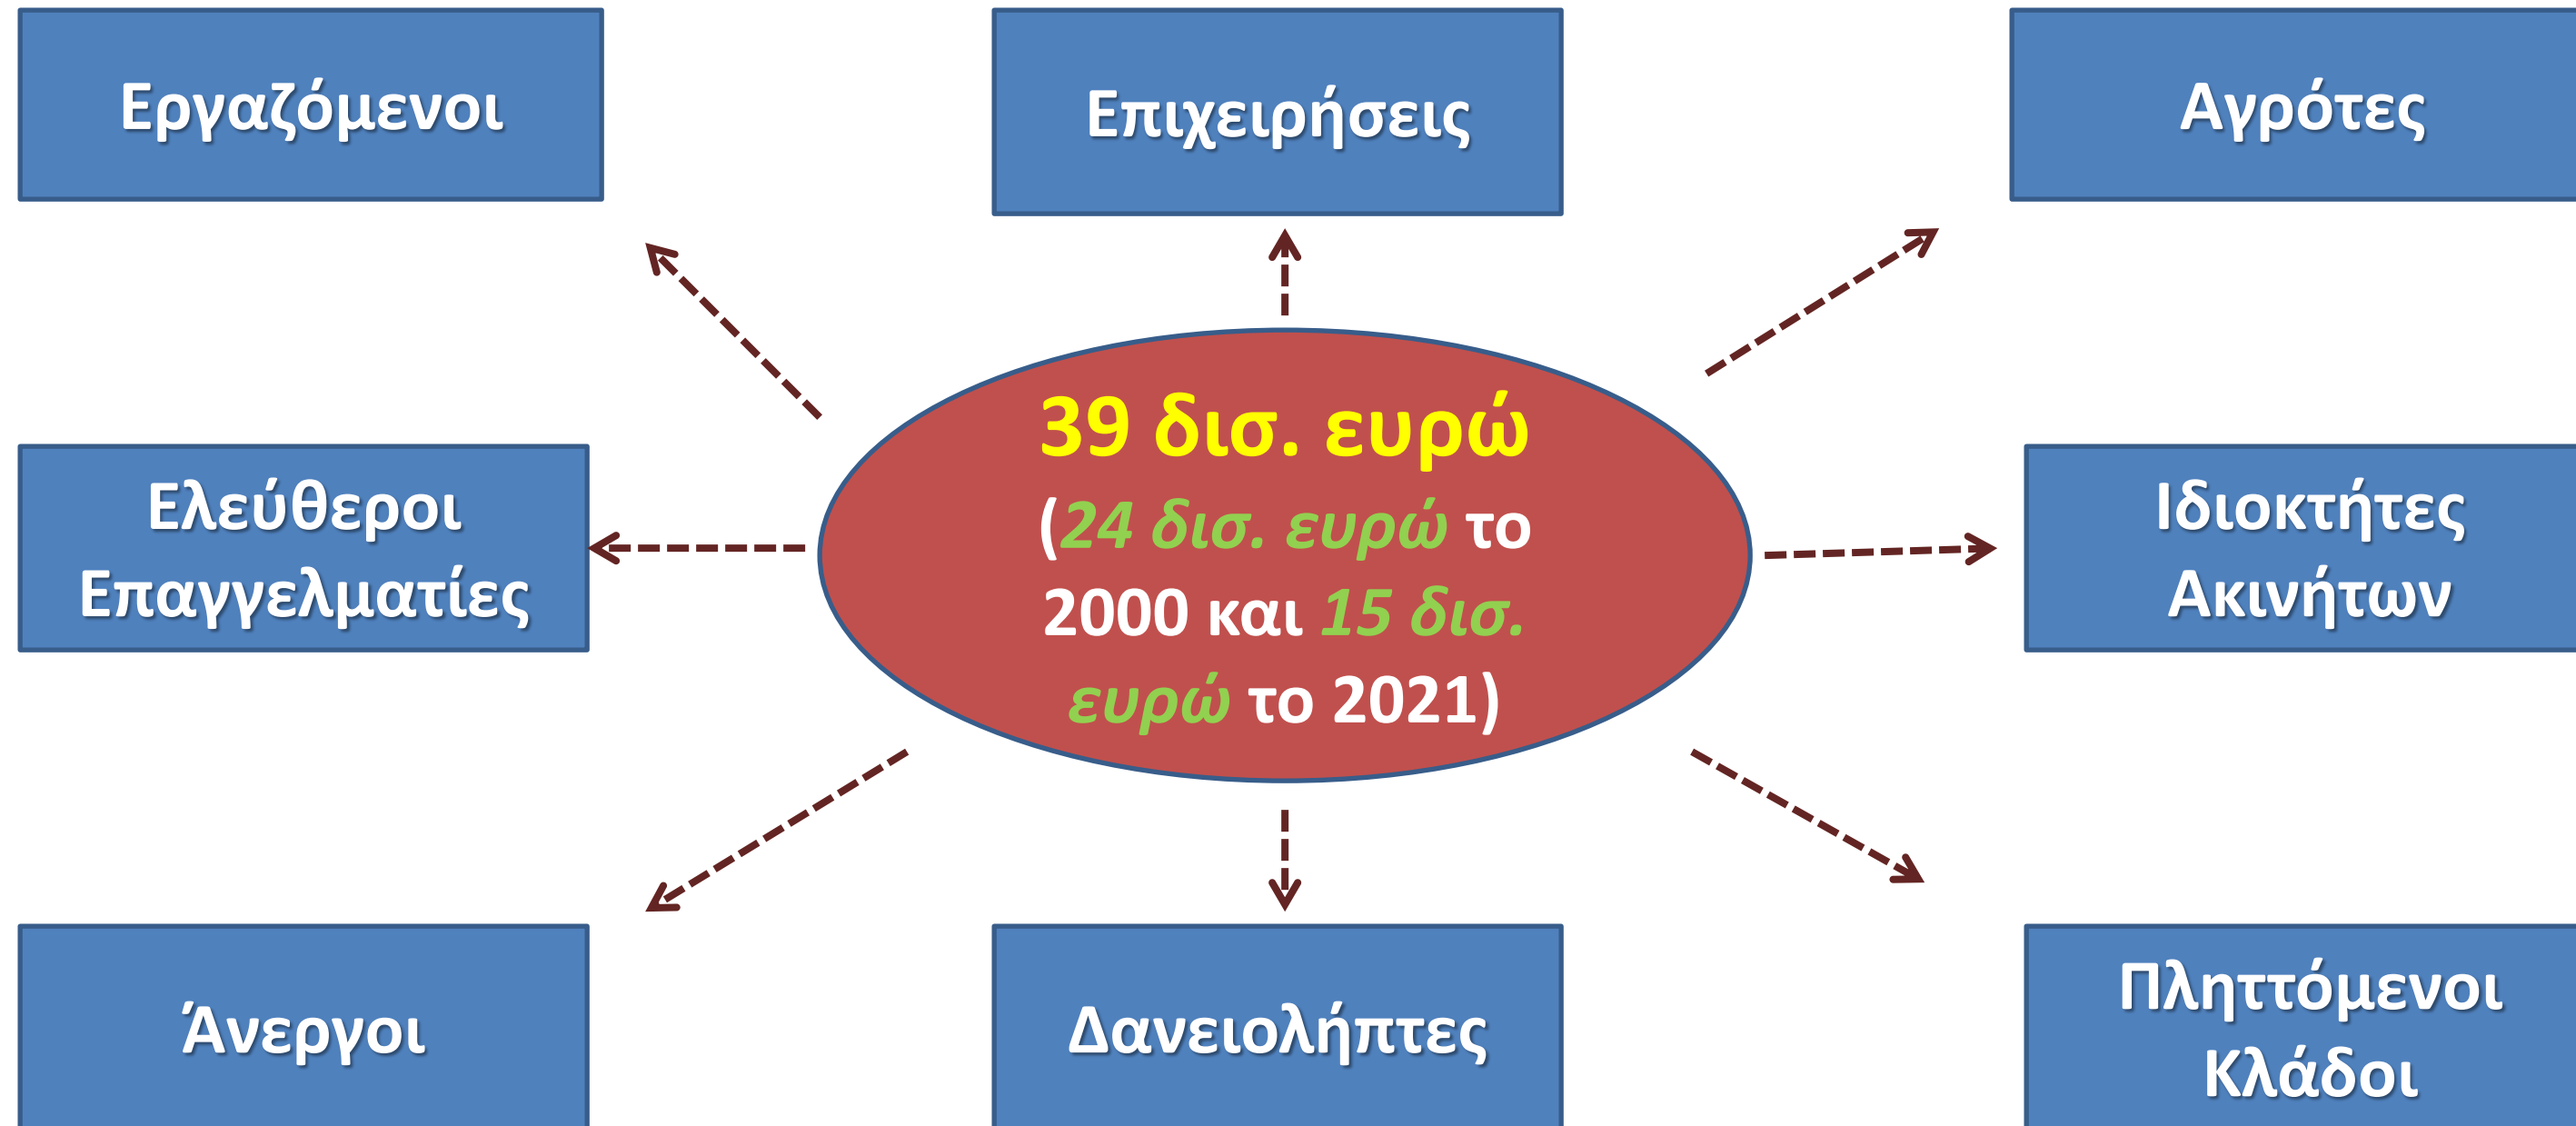 Εργαζόμενοι
Επιχειρήσεις
Αγρότες
39 δισ. ευρώ
(24 δισ. ευρώ το
2000 και 15 δισ.
ευρώ το 2021)
Ελεύθεροι
Επαγγελματίες
Ιδιοκτήτες
Ακινήτων
Άνεργοι
Δανειολήπτες
Πληττόμενοι
Κλάδοι